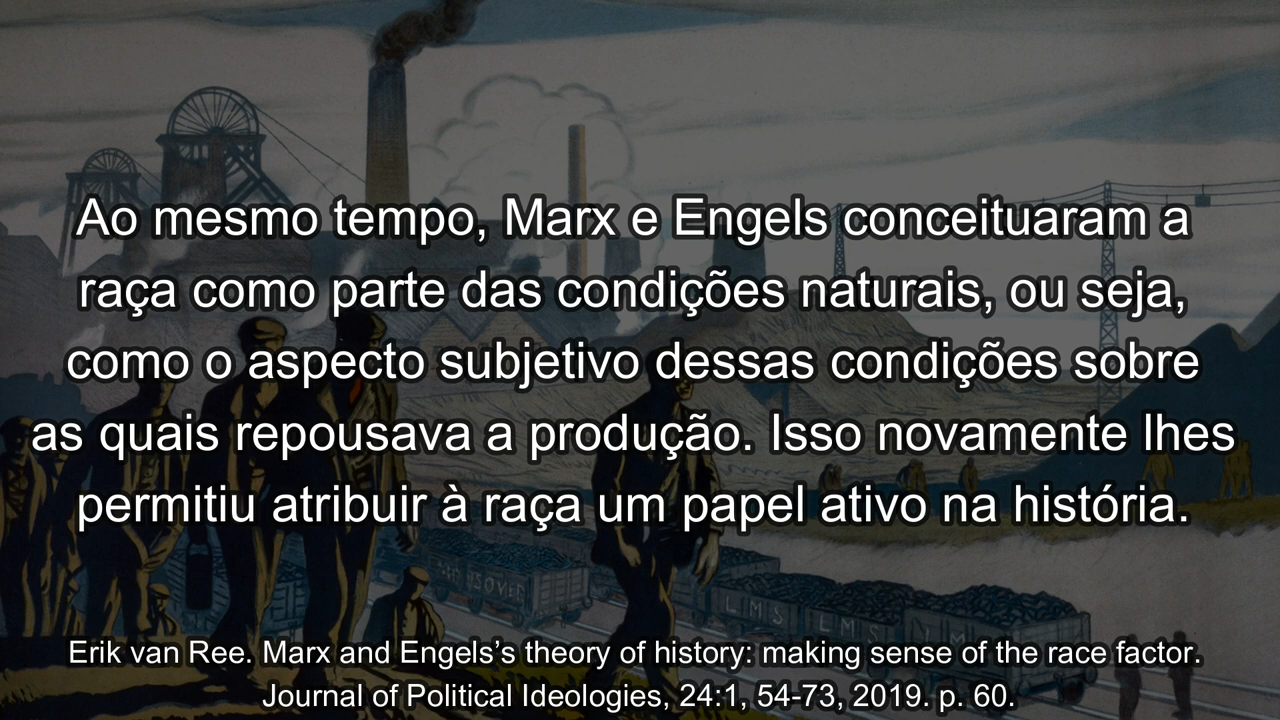 Ao mesmo tempo, Marx e Engels conceituaram a
raça como parte das condições naturais, ou seja,
como o aspecto subjetivo dessas condições sobre
as quais repousava a produção. Isso novamente lhes
permitiu atribuir à raça um papel ativo na história.
L M S
L M S
L M
Erik van Ree. Marx and Engels’s theory of history: making sense of the race factor.
Journal of Political Ideologies, 24:1, 54-73, 2019. p. 60.